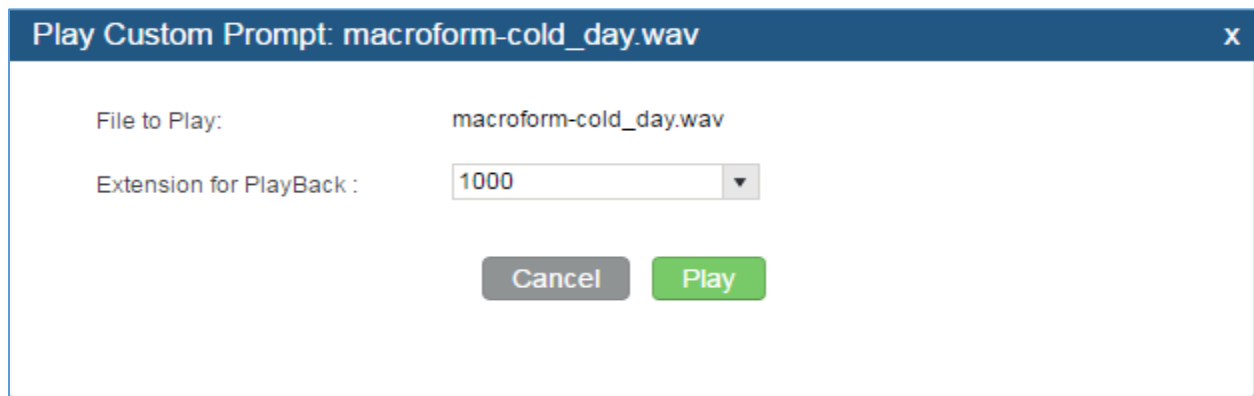 Play Custom Prompt: macroform-cold_day.wav x
File to Play: macroform-cold_day.wav
Extension for PlayBack : 1000
Cancel Play